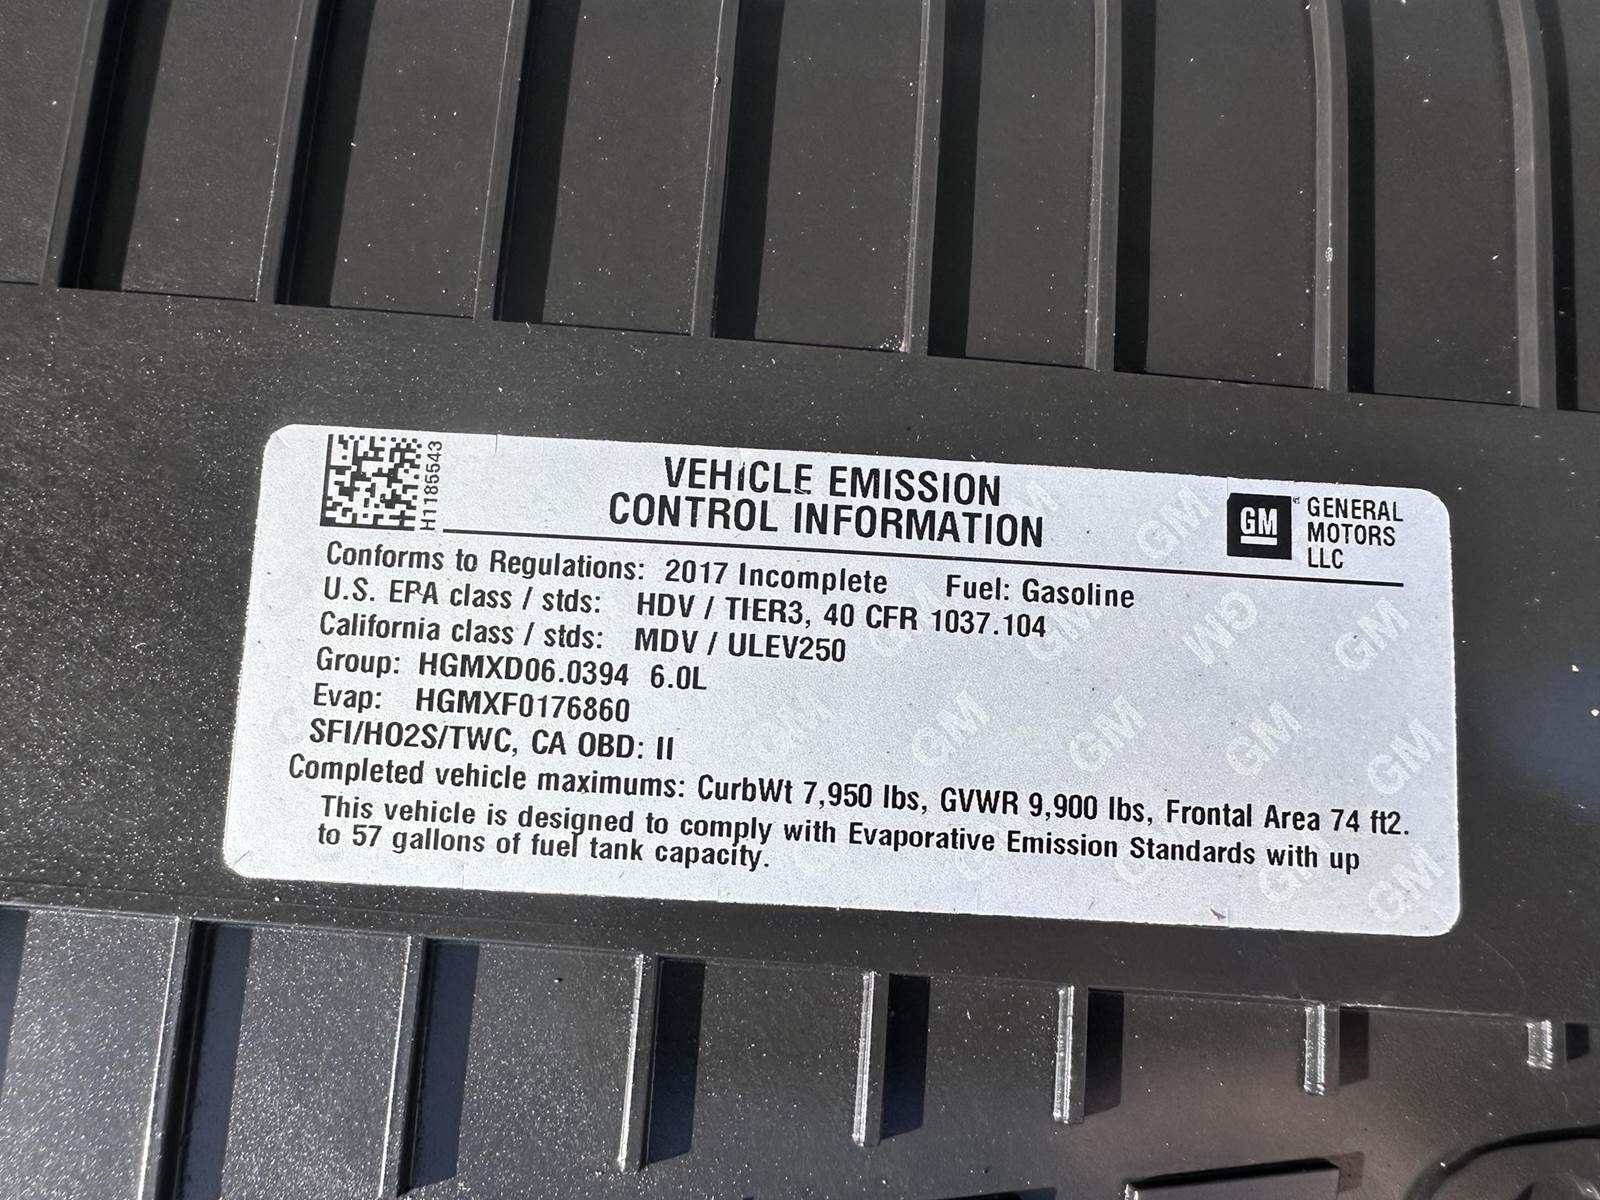 H1185543
VEHICLE EMISSION
CONTROL INFORMATION
GM
GENERAL
MOTORS
LLC
Conforms to Regulations: 2017 Incomplete Fuel: Gasoline
U.S. EPA class / stds: HDV / TIER3, 40 CFR 1037.104
California class / stds: MDV / ULEV250
Group: HGMXD06.0394 6.0L
Evap: HGMXF0176860
SFI/HO2S/TWC, CA OBD: II
Completed vehicle maximums: CurbWt 7,950 lbs, GVWR 9,900 lbs, Frontal Area 74 ft2.
This vehicle is designed to comply with Evaporative Emission Standards with up
to 57 gallons of fuel tank capacity.